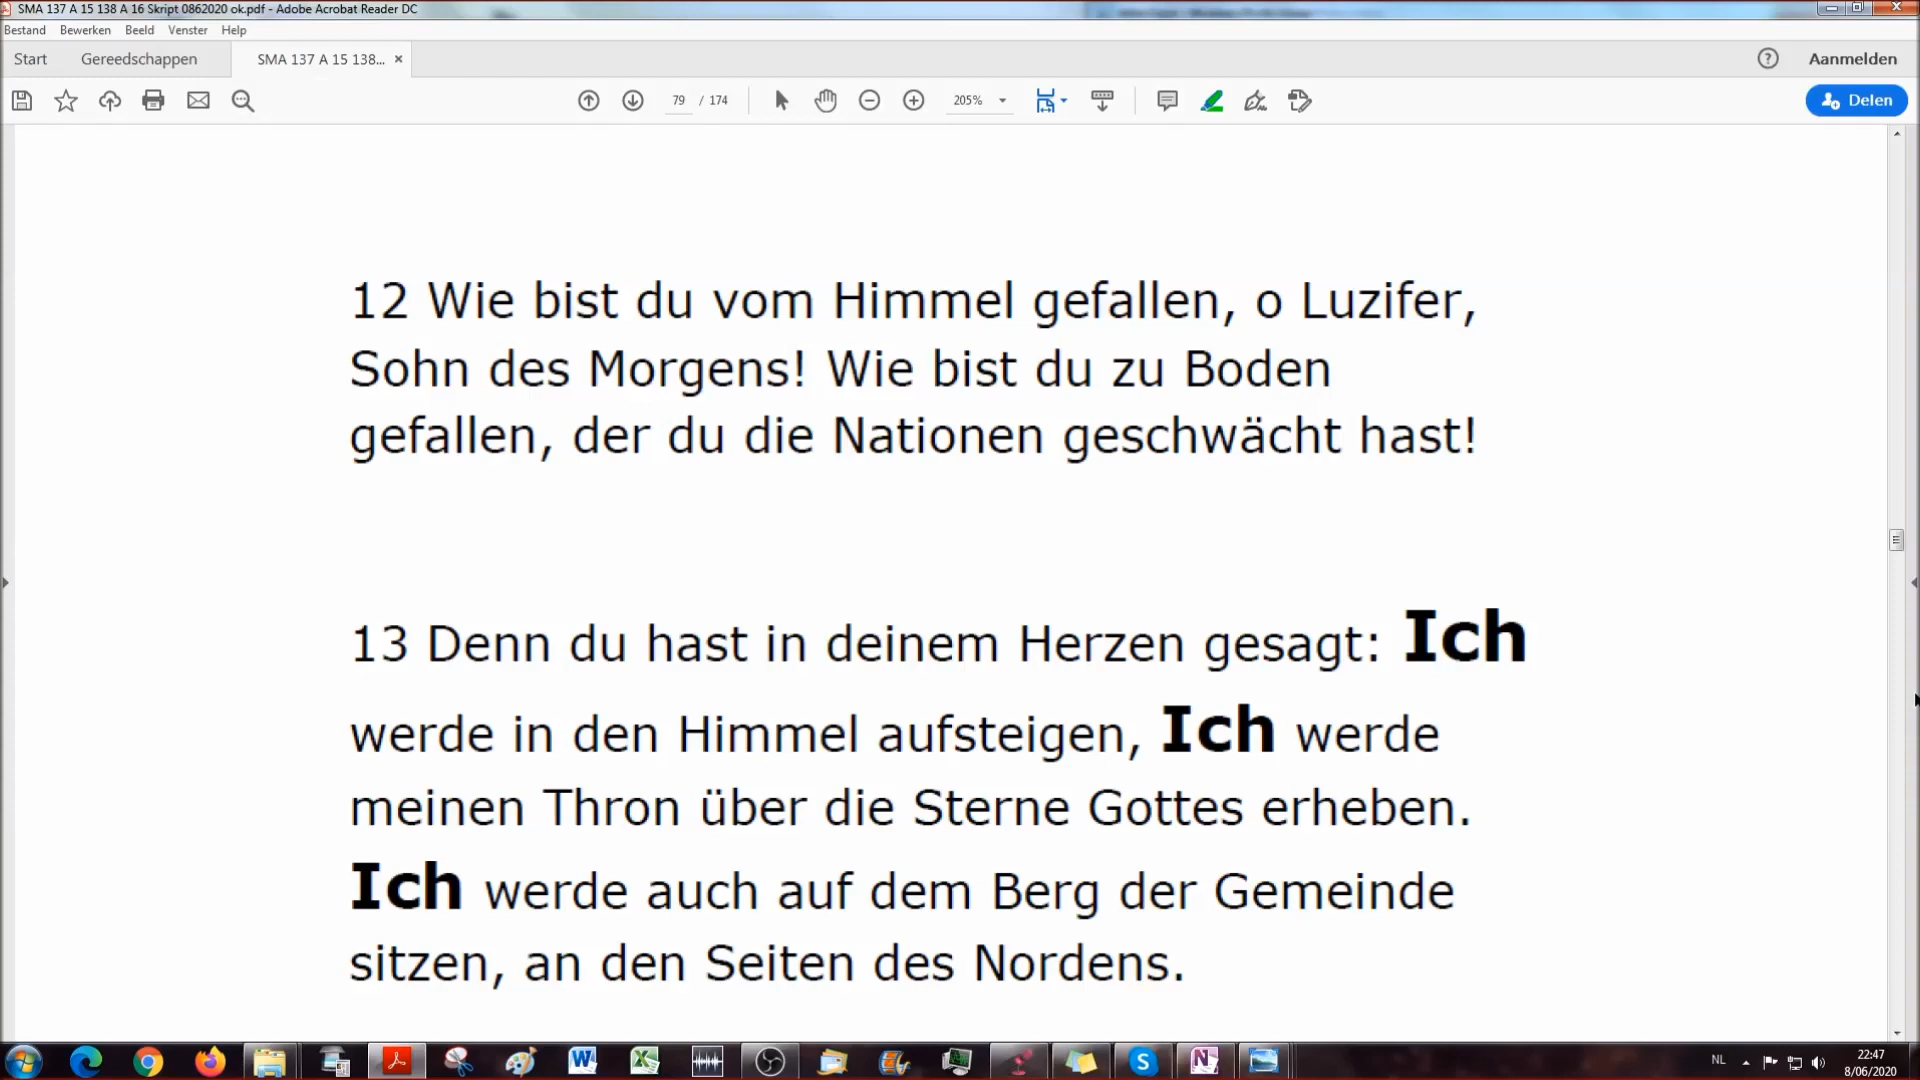 SMA 137 A 15 138 A 16 Skript 0862020 ok.pdf - Adobe Acrobat Reader DC
Bestand Bewerken Beeld Venster Help
Start Gereedschappen SMA 137 A 15 138... × Aanmelden
79 / 174 205% Delen
12 Wie bist du vom Himmel gefallen, o Luzifer,
Sohn des Morgens! Wie bist du zu Boden
gefallen, der du die Nationen geschwächt hast!
13 Denn du hast in deinem Herzen gesagt: Ich
werde in den Himmel aufsteigen, Ich werde
meinen Thron über die Sterne Gottes erheben.
Ich werde auch auf dem Berg der Gemeinde
sitzen, an den Seiten des Nordens.
NL 22:47
8/06/2020